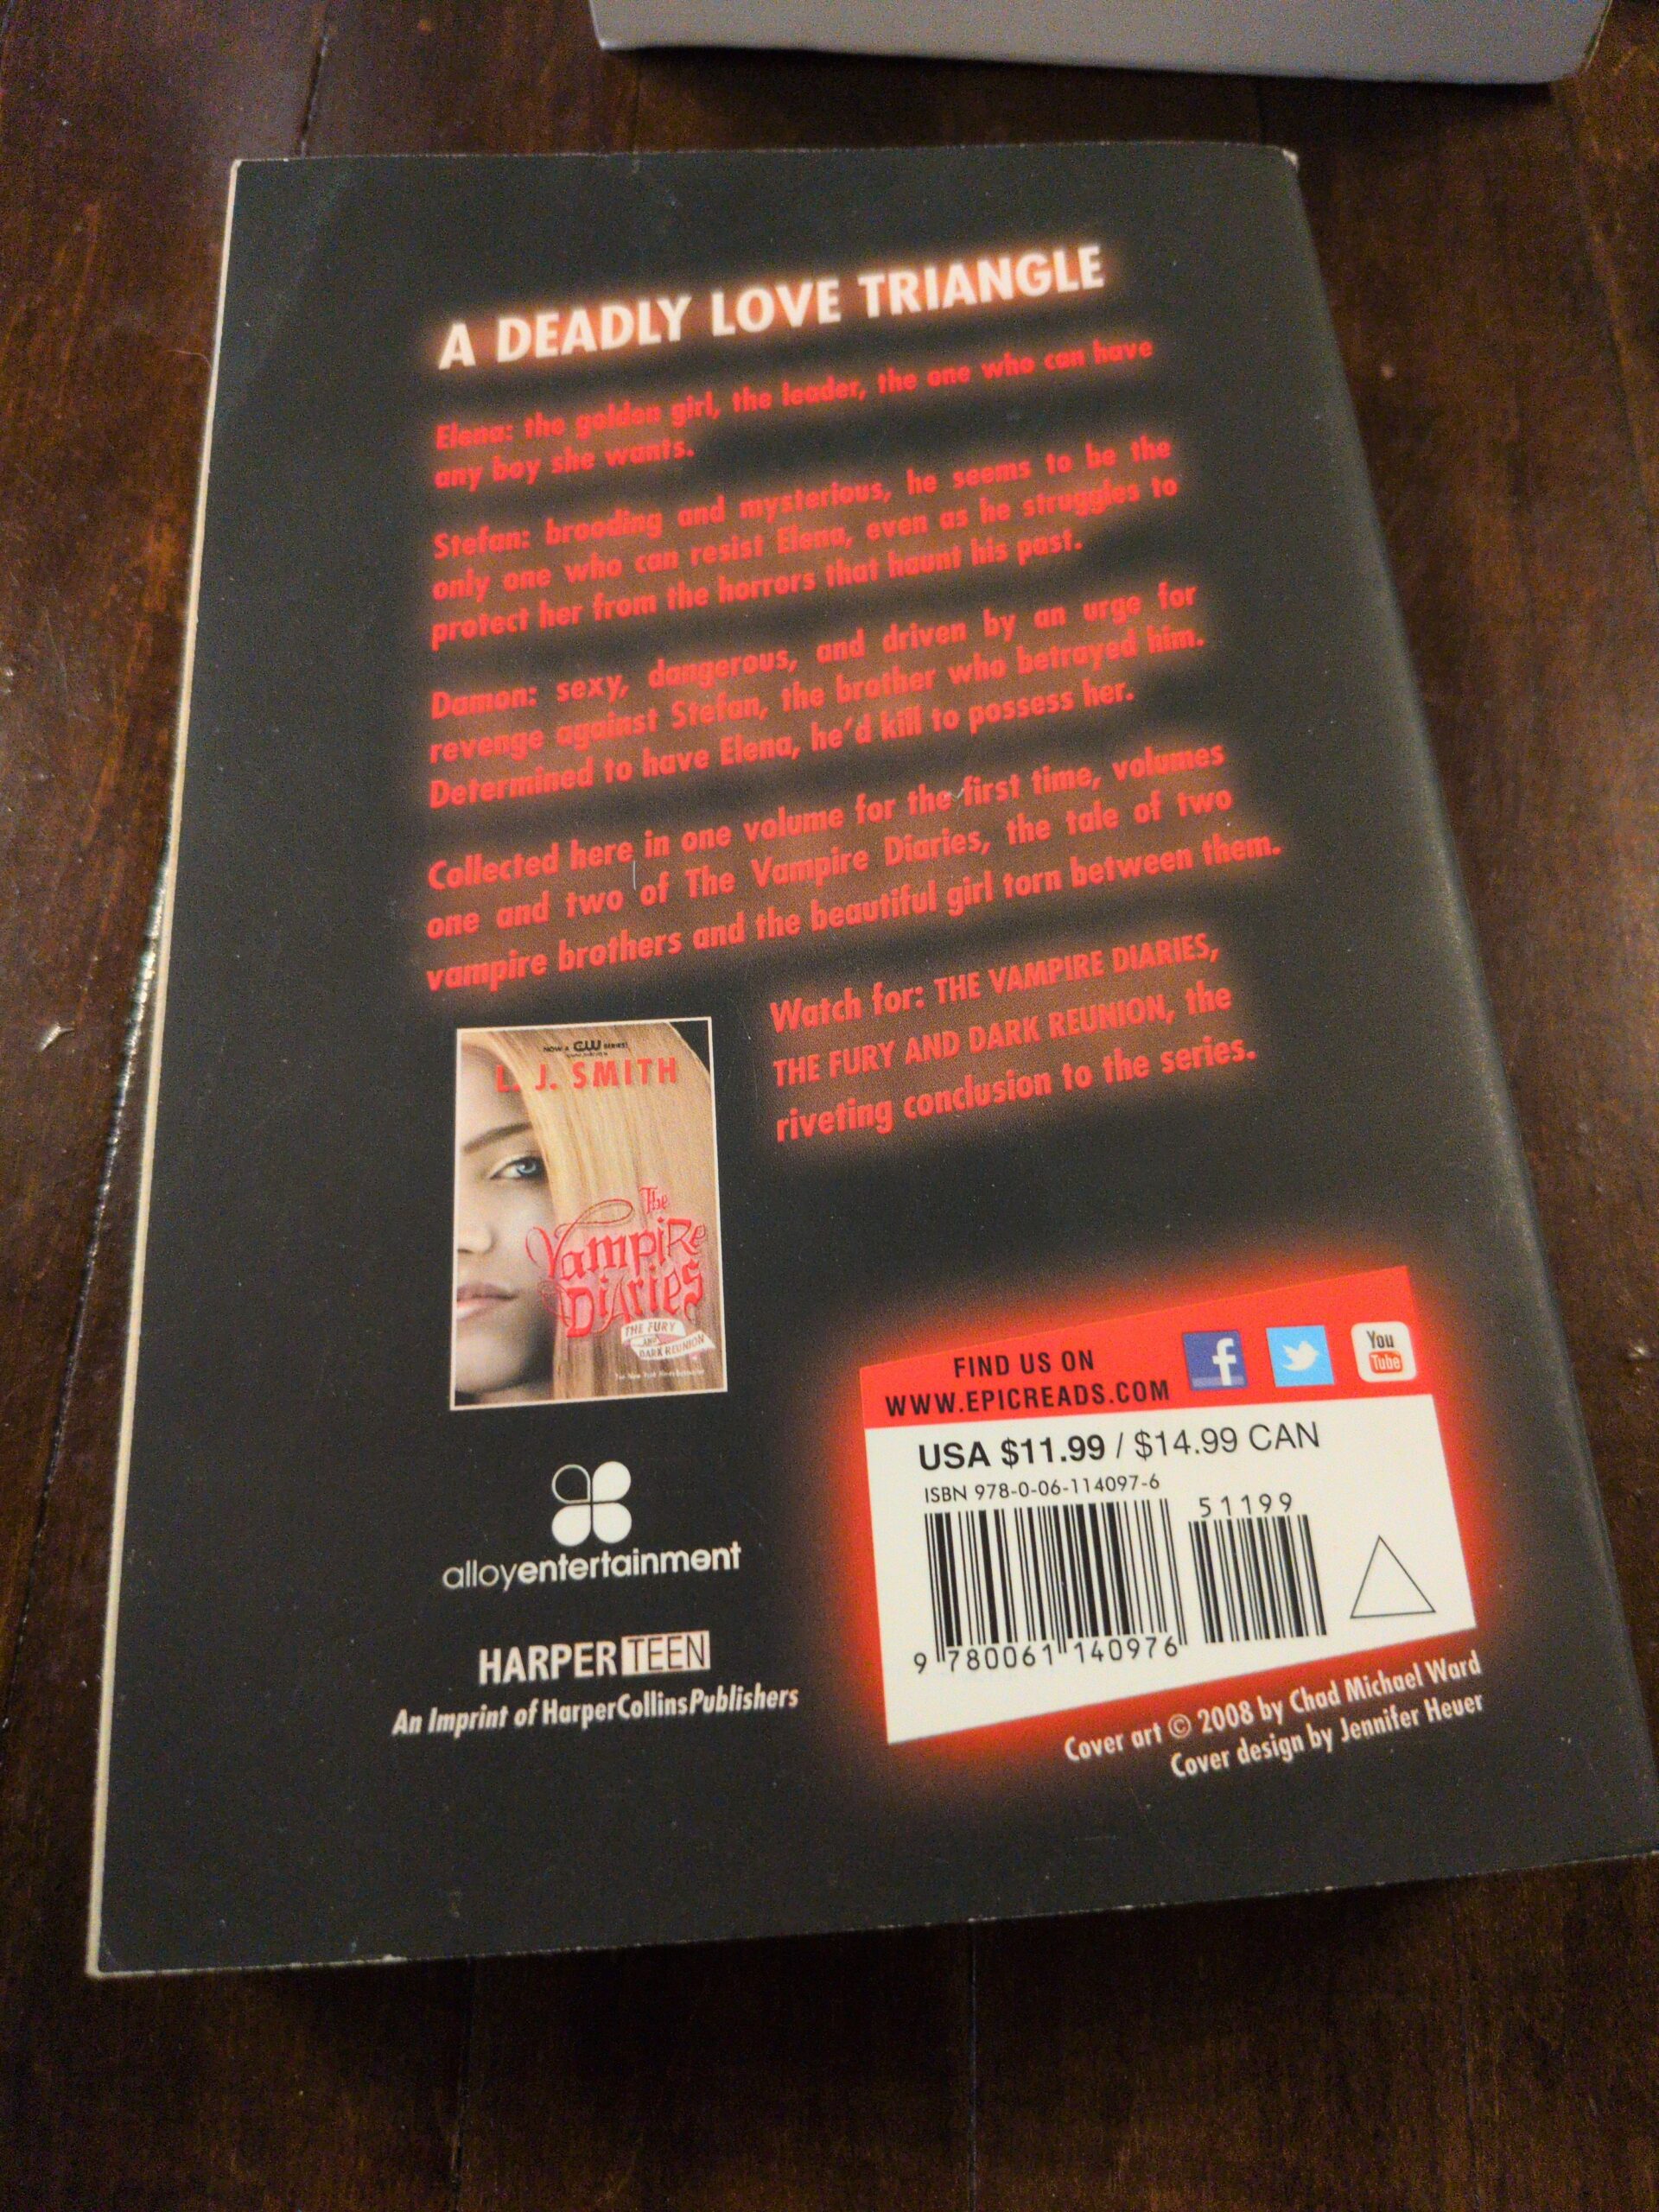 A DEADLY LOVE TRIANGLE
Elena: the golden girl, the leader, the one who can have
any boy she wants.
Stefan: brooding and mysterious, he seems to be the
only one who can resist Elena, even as he struggles to
protect her from the horrors that haunt his past.
Damon: sexy, dangerous, and driven by an urge for
revenge against Stefan, the brother who betrayed him.
Determined to have Elena, he'd kill to possess her.
Collected here in one volume for the first time, volumes
one and two of The Vampire Diaries, the tale of two
vampire brothers and the beautiful girl torn between them.
Watch for: THE VAMPIRE DIARIES,
THE FURY AND DARK REUNION, the
riveting conclusion to the series.
NOW A CW SERIES!
L. J. SMITH
The
Vampire
Diaries
THE FURY
AND
DARK REUNION
alloyentertainment
HARPER TEEN
An Imprint of HarperCollinsPublishers
FIND US ON
WWW.EPICREADS.COM
f
You
Tube
USA $11.99 / $14.99 CAN
ISBN 978-0-06-114097-6
51199
9 780061 140976
Cover art © 2008 by Chad Michael Ward
Cover design by Jennifer Heuer